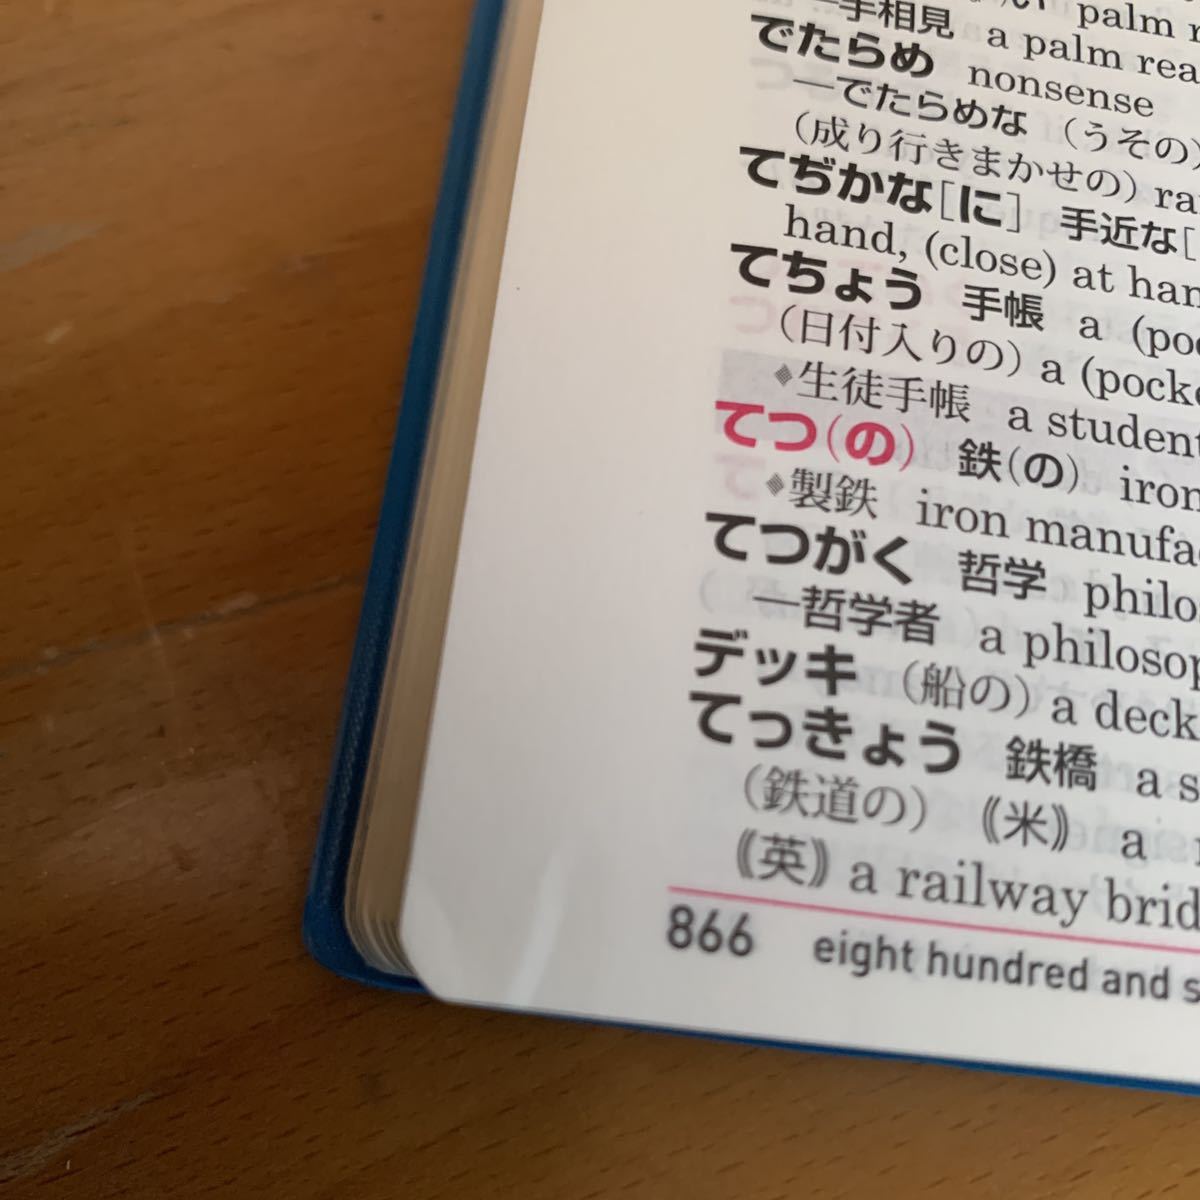 palm
―手相見 a palm
でたらめ nonsense
―でたらめな (うその)
(成り行きまかせの)
てぢかな[に] 手近な[
hand, (close) at
てちょう 手帳 a
(日付入りの) a
◆生徒手帳 a student
てつ(の) 鉄(の) iron
◆製鉄 iron
てつがく 哲学
―哲学者 a
デッキ (船の) a deck
てっきょう 鉄橋 a
(鉄道の) 《米》 a
《英》 a railway
866 eight hundred and